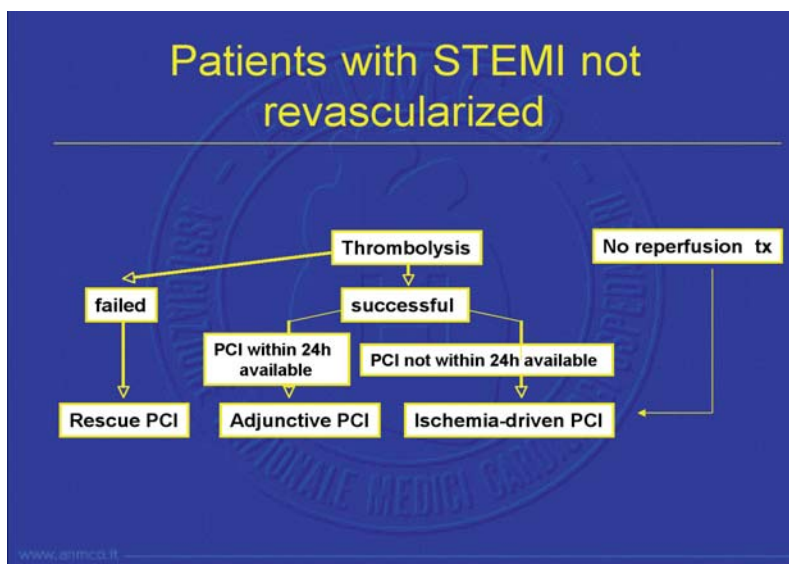 Patients with STEMI not
revascularized
Thrombolysis
No reperfusion tx
failed
successful
PCI within 24h
available
PCI not within 24h available
Rescue PCI
Adjunctive PCI
Ischemia-driven PCI
www.anmco.it